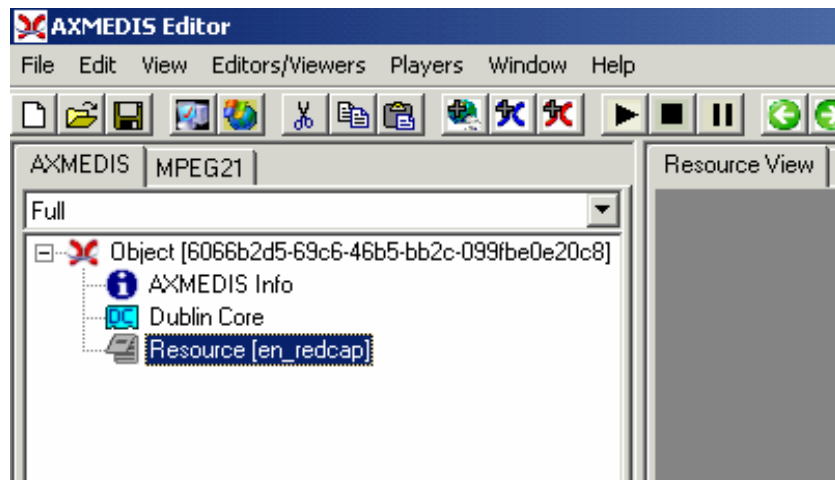 AXMEDIS Editor
File Edit View Editors/Viewers Players Window Help
AXMEDIS MPEG21 Resource View
Full
Object [6066b2d5-69c6-46b5-bb2c-099fbe0e20c8]
AXMEDIS Info
DC Dublin Core
Resource [en_redcap]